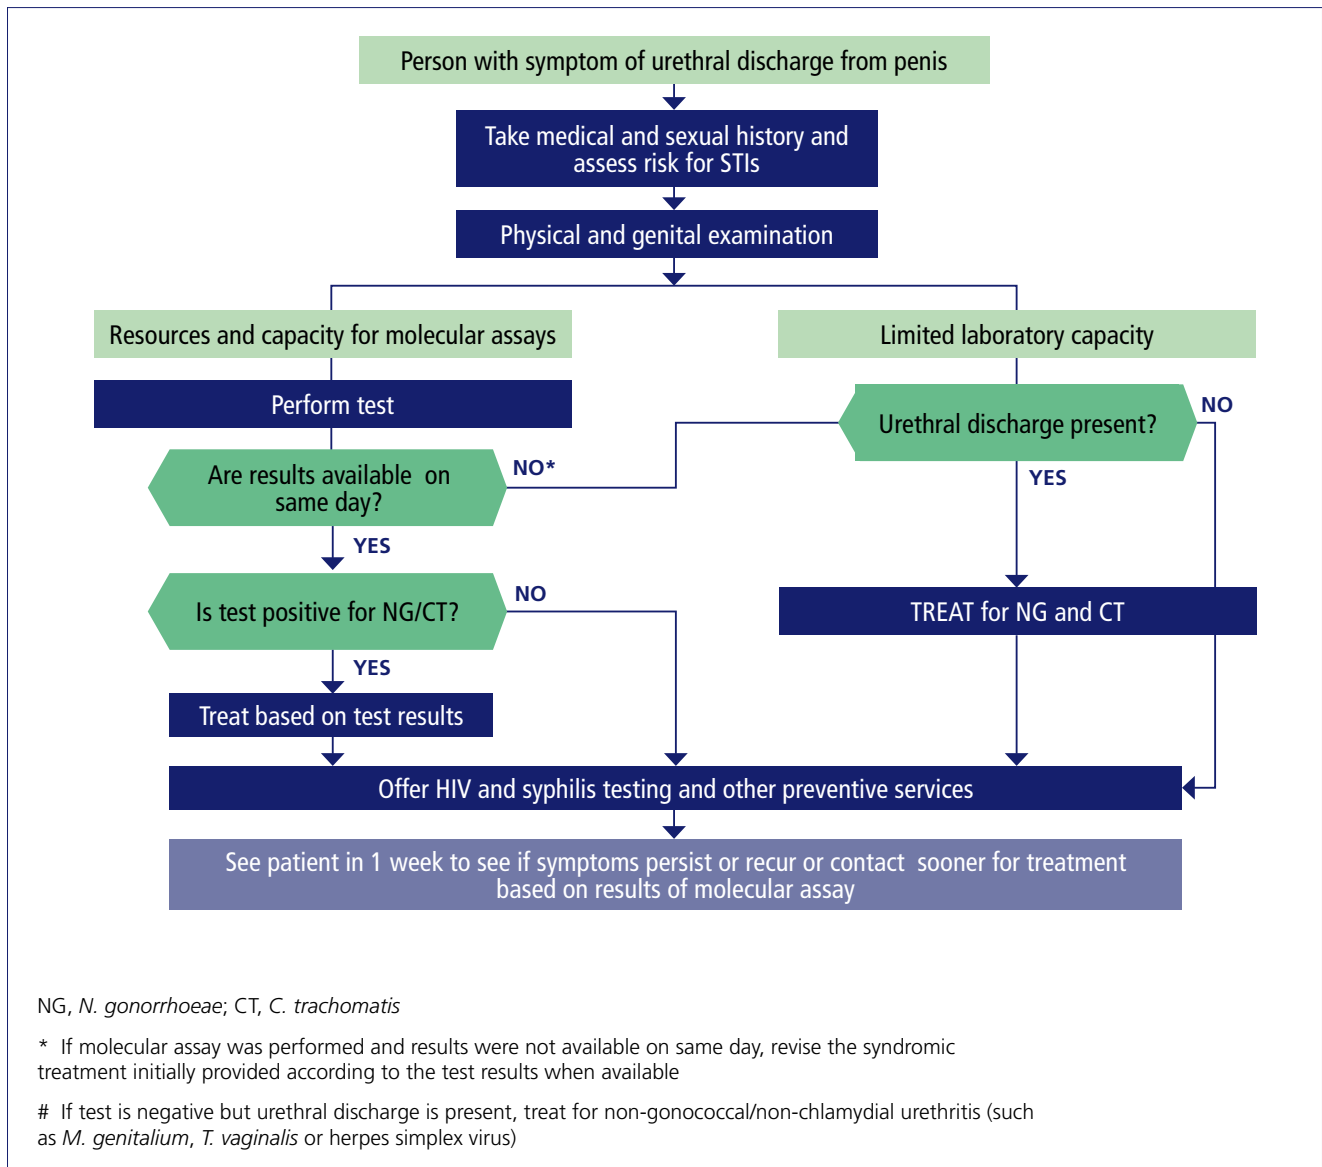 Person with symptom of urethral discharge from penis
Take medical and sexual history and
assess risk for STIs
Physical and genital examination
Resources and capacity for molecular assays
Limited laboratory capacity
Perform test
Urethral discharge present?
NO
Are results available on
same day?
NO*
YES
YES
Is test positive for NG/CT?
NO
TREAT for NG and CT
YES
Treat based on test results
Offer HIV and syphilis testing and other preventive services
See patient in 1 week to see if symptoms persist or recur or contact sooner for treatment
based on results of molecular assay
NG, N. gonorrhoeae; CT, C. trachomatis
* If molecular assay was performed and results were not available on same day, revise the syndromic
treatment initially provided according to the test results when available
# If test is negative but urethral discharge is present, treat for non-gonococcal/non-chlamydial urethritis (such
as M. genitalium, T. vaginalis or herpes simplex virus)